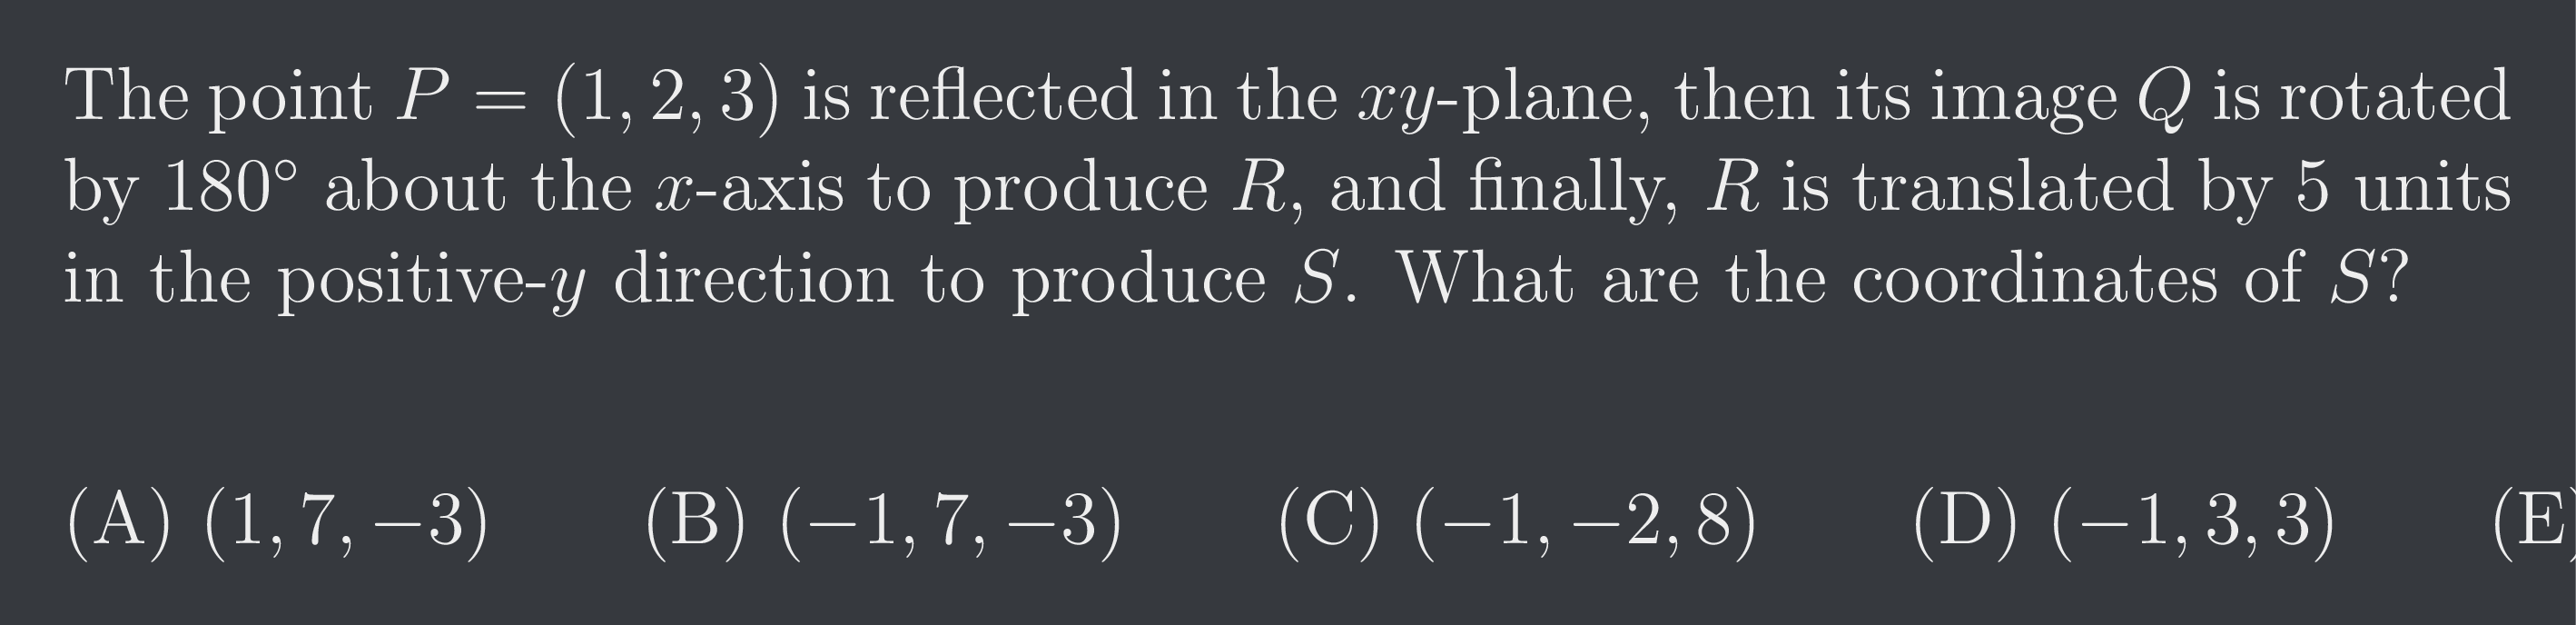 The point P = (1, 2, 3) is reflected in the xy-plane, then its image Q is rotated
by 180° about the x-axis to produce R, and finally, R is translated by 5 units
in the positive-y direction to produce S. What are the coordinates of S?
(A) (1, 7, −3) (B) (−1, 7, −3) (C) (−1, −2, 8) (D) (−1, 3, 3) (E)